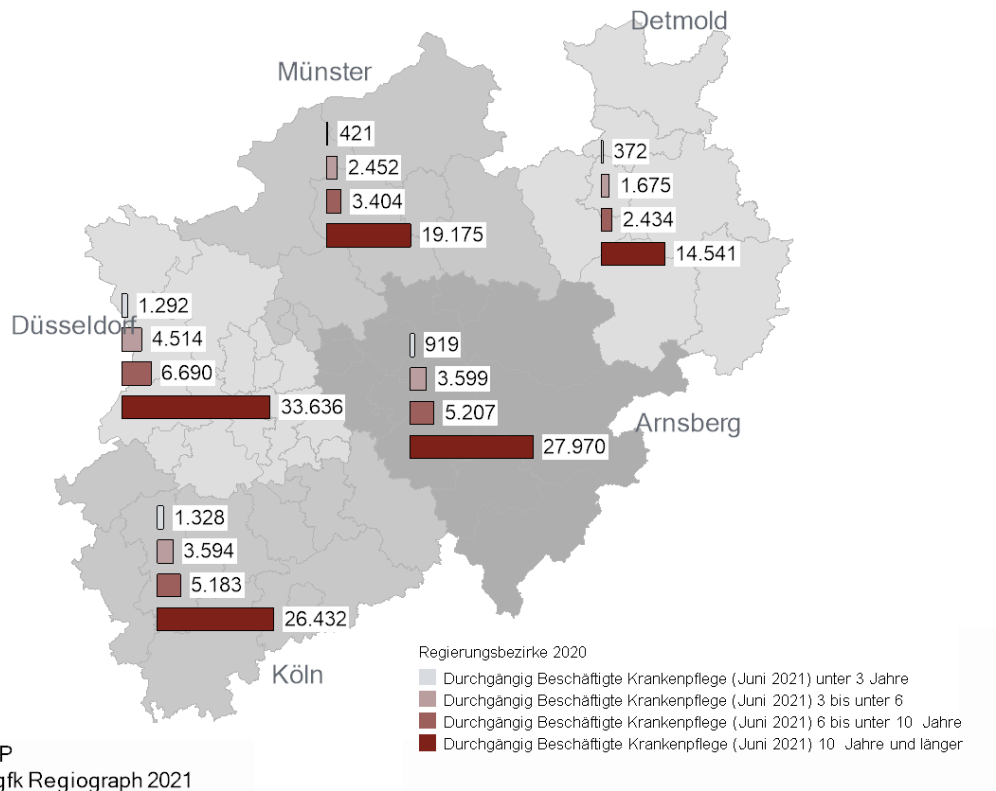 Detmold
Münster
421
2.452
3.404
19.175
372
1.675
2.434
14.541
Düsseldorf
1.292
4.514
6.690
33.636
919
3.599
5.207
27.970
Arnsberg
1.328
3.594
5.183
26.432
Köln
Regierungsbezirke 2020
Durchgängig Beschäftigte Krankenpflege (Juni 2021) unter 3 Jahre
Durchgängig Beschäftigte Krankenpflege (Juni 2021) 3 bis unter 6
Durchgängig Beschäftigte Krankenpflege (Juni 2021) 6 bis unter 10 Jahre
Durchgängig Beschäftigte Krankenpflege (Juni 2021) 10 Jahre und länger
P
gfk Regiograph 2021